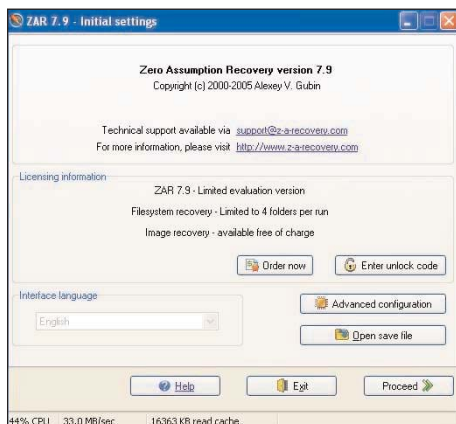 ZAR 7.9 - Initial settings
Zero Assumption Recovery version 7.9
Copyright (c) 2000-2005 Alexey V. Gubin
Technical support available via support@z-a-recovery.com
For more information, please visit http://www.z-a-recovery.com
Licensing information
ZAR 7.9 - Limited evaluation version
Filesystem recovery - Limited to 4 folders per run
Image recovery - available free of charge
Order now Enter unlock code
Interface language
English
Advanced configuration
Open save file
Help Exit Proceed
44% CPU 33.0 MB/sec 16363 KB read cache